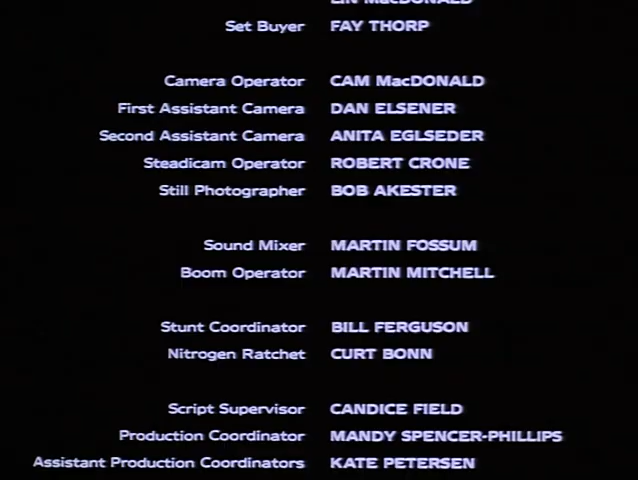 LIN MacDONALD
Set Buyer FAY THORP
Camera Operator CAM MacDONALD
First Assistant Camera DAN ELSENER
Second Assistant Camera ANITA EGLSEDER
Steadicam Operator ROBERT CRONE
Still Photographer BOB AKESTER
Sound Mixer MARTIN FOSSUM
Boom Operator MARTIN MITCHELL
Stunt Coordinator BILL FERGUSON
Nitrogen Ratchet CURT BONN
Script Supervisor CANDICE FIELD
Production Coordinator MANDY SPENCER-PHILLIPS
Assistant Production Coordinators KATE PETERSEN